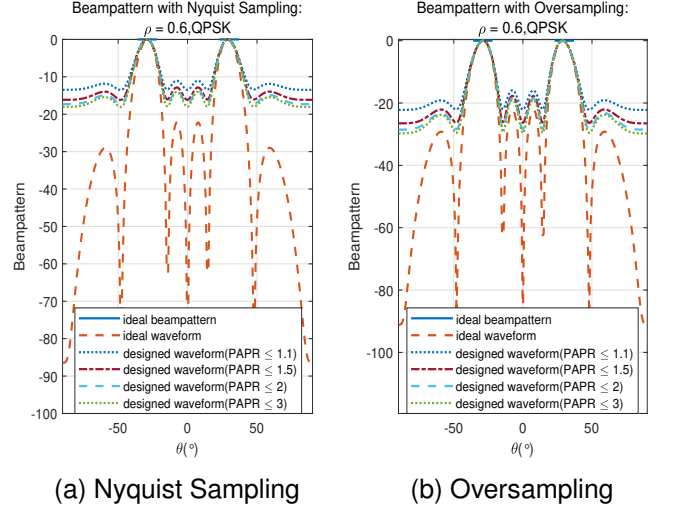 Beampattern with Nyquist Sampling:
ρ = 0.6,QPSK
0
-10
-20
-30
-40
-50
-60
-70
-80
-90
-100
Beampattern
ideal beampattern
ideal waveform
designed waveform(PAPR ≤ 1.1)
designed waveform(PAPR ≤ 1.5)
designed waveform(PAPR ≤ 2)
designed waveform(PAPR ≤ 3)
-50
0
50
θ(°)
(a) Nyquist Sampling
Beampattern with Oversampling:
ρ = 0.6,QPSK
0
-20
-40
-60
-80
-100
Beampattern
ideal beampattern
ideal waveform
designed waveform(PAPR ≤ 1.1)
designed waveform(PAPR ≤ 1.5)
designed waveform(PAPR ≤ 2)
designed waveform(PAPR ≤ 3)
-50
0
50
θ(°)
(b) Oversampling